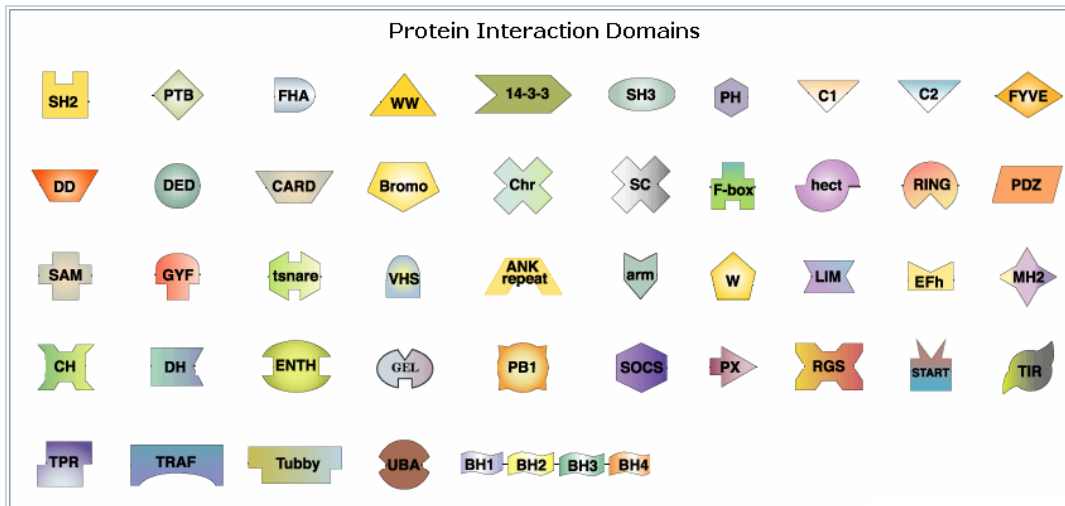 Protein Interaction Domains
SH2 PTB FHA WW 14-3-3 SH3 PH C1 C2 FYVE
DD DED CARD Bromo Chr SC F-box hect RING PDZ
SAM GYF tsnare VHS ANK repeat arm W LIM EFh MH2
CH DH ENTH GEL PB1 SOCS PX RGS START TIR
TPR TRAF Tubby UBA BH1 BH2 BH3 BH4